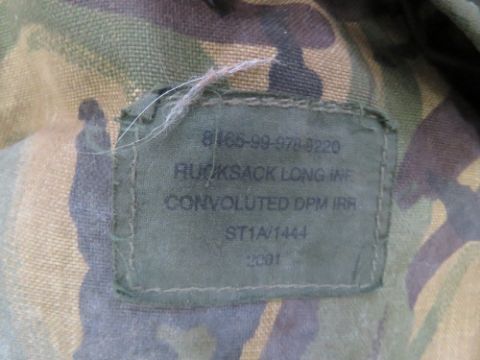 8465-99-978-8220
RUCKSACK LONG INF
CONVOLUTED DPM IRR
ST1A/1444
2001